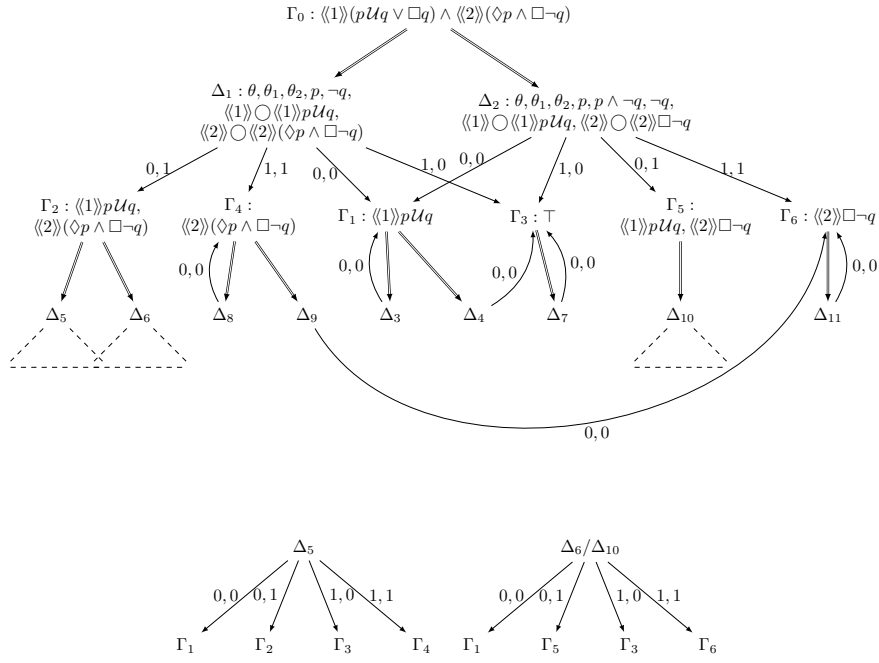 Γ₀ : ⟪1⟫(p𝒰q ∨ □q) ∧ ⟪2⟫(◊p ∧ □¬q)
Δ₁ : θ, θ₁, θ₂, p, ¬q,
⟪1⟫◯⟪1⟫p𝒰q,
⟪2⟫◯⟪2⟫(◊p ∧ □¬q)
Δ₂ : θ, θ₁, θ₂, p, p ∧ ¬q, ¬q,
⟪1⟫◯⟪1⟫p𝒰q, ⟪2⟫◯⟪2⟫□¬q
0, 1
1, 1
0, 0
1, 0
0, 0
1, 0
0, 1
1, 1
Γ₂ : ⟪1⟫p𝒰q,
⟪2⟫(◊p ∧ □¬q)
Γ₄ :
⟪2⟫(◊p ∧ □¬q)
Γ₁ : ⟪1⟫p𝒰q
Γ₃ : ⊤
Γ₅ :
⟪1⟫p𝒰q, ⟪2⟫□¬q
Γ₆ : ⟪2⟫□¬q
0, 0
0, 0
0, 0
0, 0
0, 0
Δ₅
Δ₆
Δ₈
Δ₉
Δ₃
Δ₄
Δ₇
Δ₁₀
Δ₁₁
0, 0
Δ₅
Δ₆/Δ₁₀
0, 0
0, 1
1, 0
1, 1
0, 0
0, 1
1, 0
1, 1
Γ₁
Γ₂
Γ₃
Γ₄
Γ₁
Γ₅
Γ₃
Γ₆